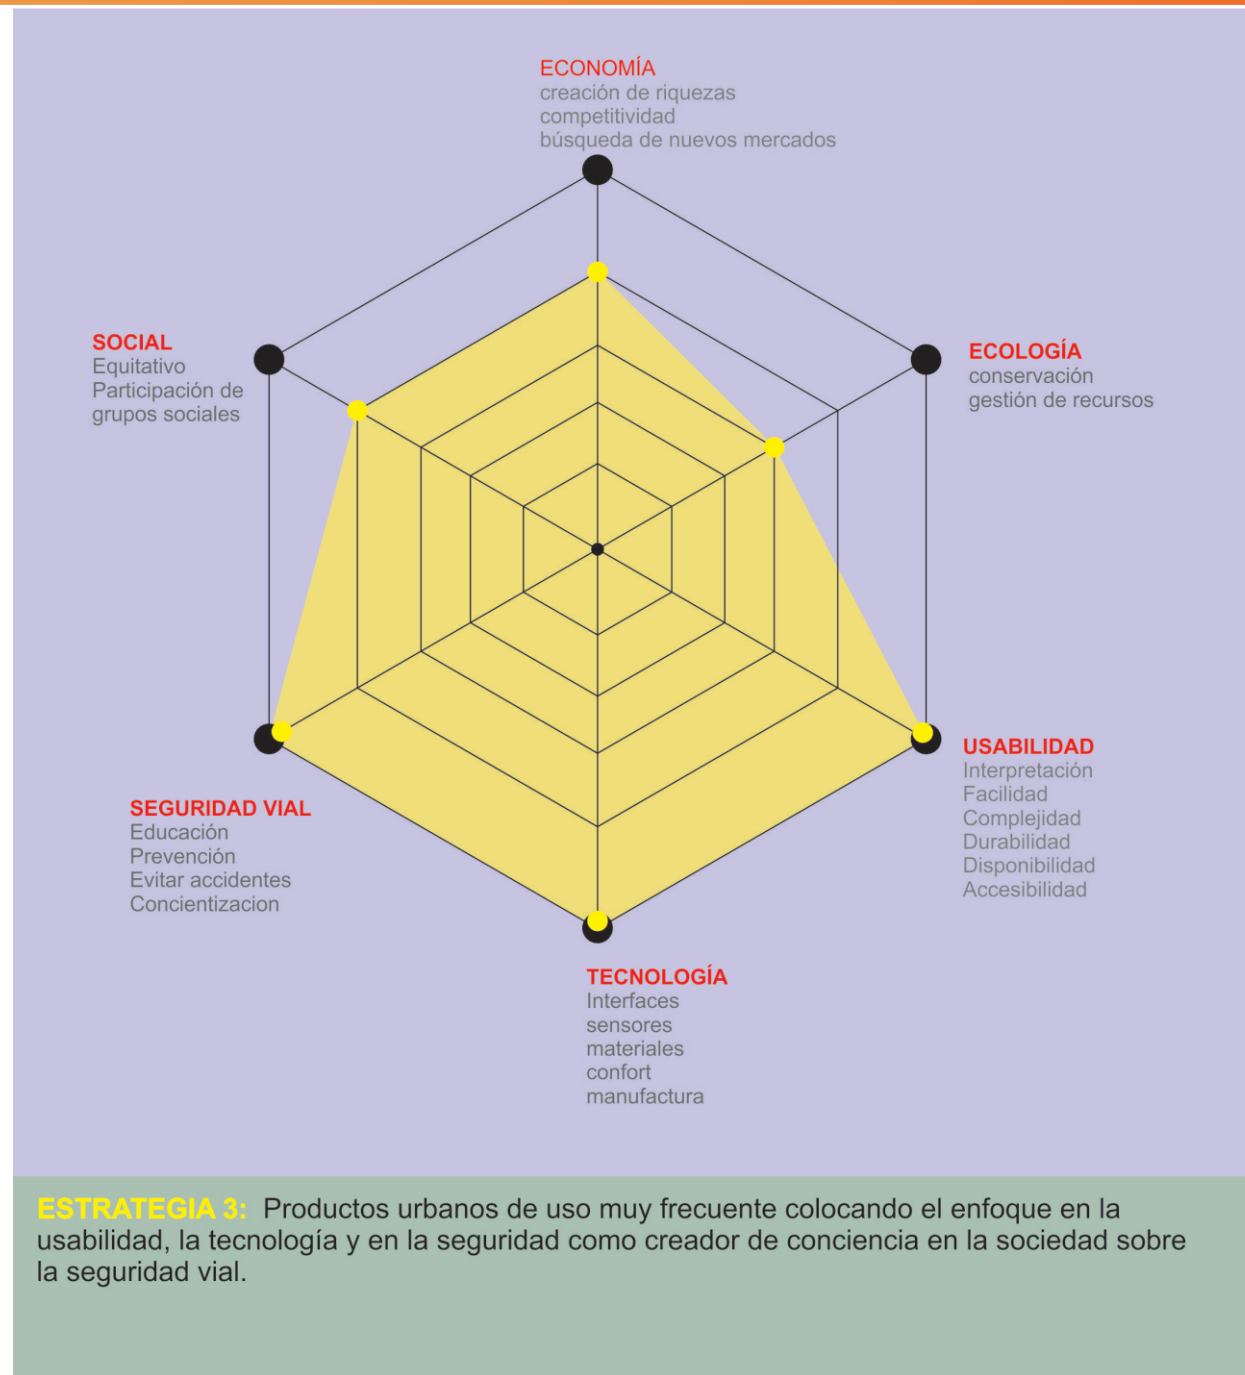 ECONOMÍA
creación de riquezas
competitividad
búsqueda de nuevos mercados
SOCIAL
Equitativo
Participación de
grupos sociales
ECOLOGÍA
conservación
gestión de recursos
USABILIDAD
Interpretación
Facilidad
Complejidad
Durabilidad
Disponibilidad
Accesibilidad
SEGURIDAD VIAL
Educación
Prevención
Evitar accidentes
Concientizacion
TECNOLOGÍA
Interfaces
sensores
materiales
confort
manufactura
ESTRATEGIA 3: Productos urbanos de uso muy frecuente colocando el enfoque en la
usabilidad, la tecnología y en la seguridad como creador de conciencia en la sociedad sobre
la seguridad vial.